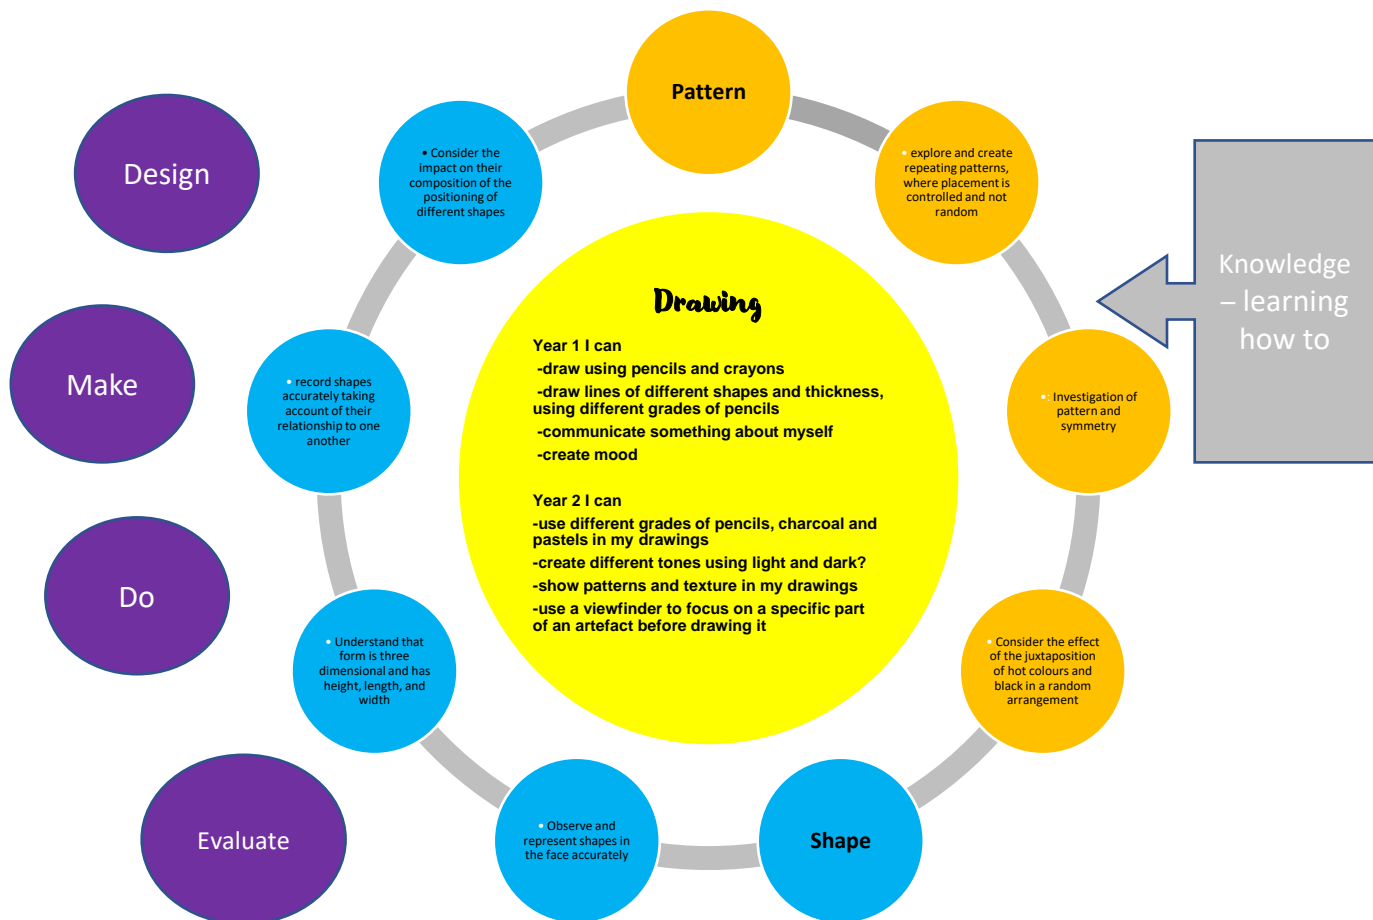 Pattern
• explore and create
repeating patterns,
where placement is
controlled and not
random
• : Investigation of
pattern and
symmetry
• Consider the effect
of the juxtaposition
of hot colours and
black in a random
arrangement
Shape
• Observe and
represent shapes in
the face accurately
• Understand that
form is three
dimensional and has
height, length, and
width
• record shapes
accurately taking
account of their
relationship to one
another
• Consider the
impact on their
composition of the
positioning of
different shapes
Drawing
Year 1 I can
-draw using pencils and crayons
-draw lines of different shapes and thickness,
using different grades of pencils
-communicate something about myself
-create mood
Year 2 I can
-use different grades of pencils, charcoal and
pastels in my drawings
-create different tones using light and dark?
-show patterns and texture in my drawings
-use a viewfinder to focus on a specific part
of an artefact before drawing it
Design
Make
Do
Evaluate
Knowledge
– learning
how to